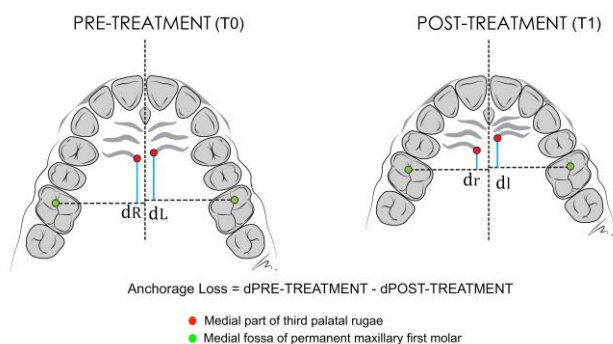 PRE-TREATMENT (T0)
POST-TREATMENT (T1)
dR dL
dr dl
Anchorage Loss = dPRE-TREATMENT - dPOST-TREATMENT
Medial part of third palatal rugae
Medial fossa of permanent maxillary first molar